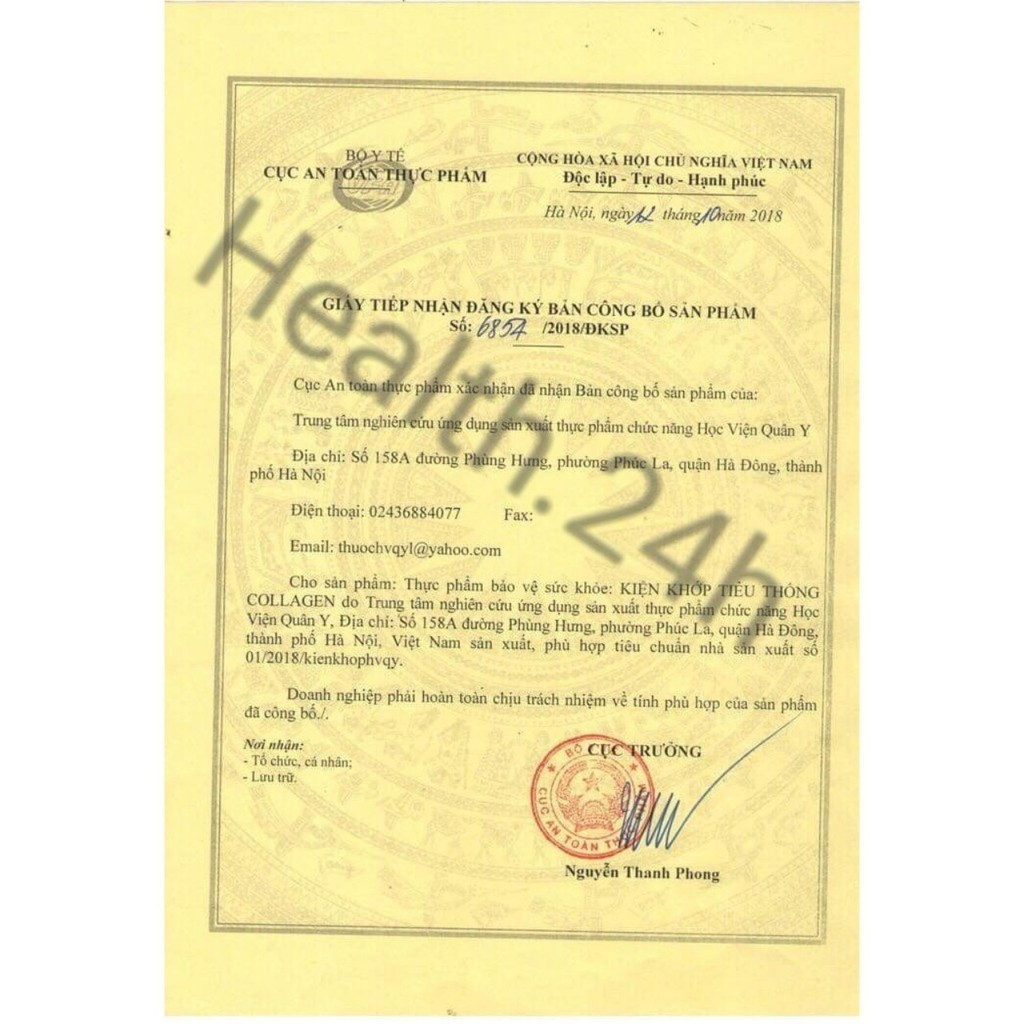 BỘ Y TẾ
CỤC AN TOÀN THỰC PHẨM
VFA
CỘNG HÒA XÃ HỘI CHỦ NGHĨA VIỆT NAM
Độc lập - Tự do - Hạnh phúc
Hà Nội, ngày 12 tháng 10 năm 2018
GIẤY TIẾP NHẬN ĐĂNG KÝ BẢN CÔNG BỐ SẢN PHẨM
Số: 6854 /2018/ĐKSP
Cục An toàn thực phẩm xác nhận đã nhận Bản công bố sản phẩm của:
Trung tâm nghiên cứu ứng dụng sản xuất thực phẩm chức năng Học Viện Quân Y
Địa chỉ: Số 158A đường Phùng Hưng, phường Phúc La, quận Hà Đông, thành
phố Hà Nội
Điện thoại: 02436884077 Fax:
Email: thuochvqyl@yahoo.com
Cho sản phẩm: Thực phẩm bảo vệ sức khỏe: KIỆN KHỚP TIÊU THỐNG
COLLAGEN do Trung tâm nghiên cứu ứng dụng sản xuất thực phẩm chức năng Học
Viện Quân Y, Địa chỉ: Số 158A đường Phùng Hưng, phường Phúc La, quận Hà Đông,
thành phố Hà Nội, Việt Nam sản xuất, phù hợp tiêu chuẩn nhà sản xuất số
01/2018/kienkhophvqy.
Doanh nghiệp phải hoàn toàn chịu trách nhiệm về tính phù hợp của sản phẩm
đã công bố./.
Nơi nhận:
- Tổ chức, cá nhân;
- Lưu trữ.
CỤC TRƯỞNG
BỘ
CỤC AN TOÀN
Nguyễn Thanh Phong
Health.24h